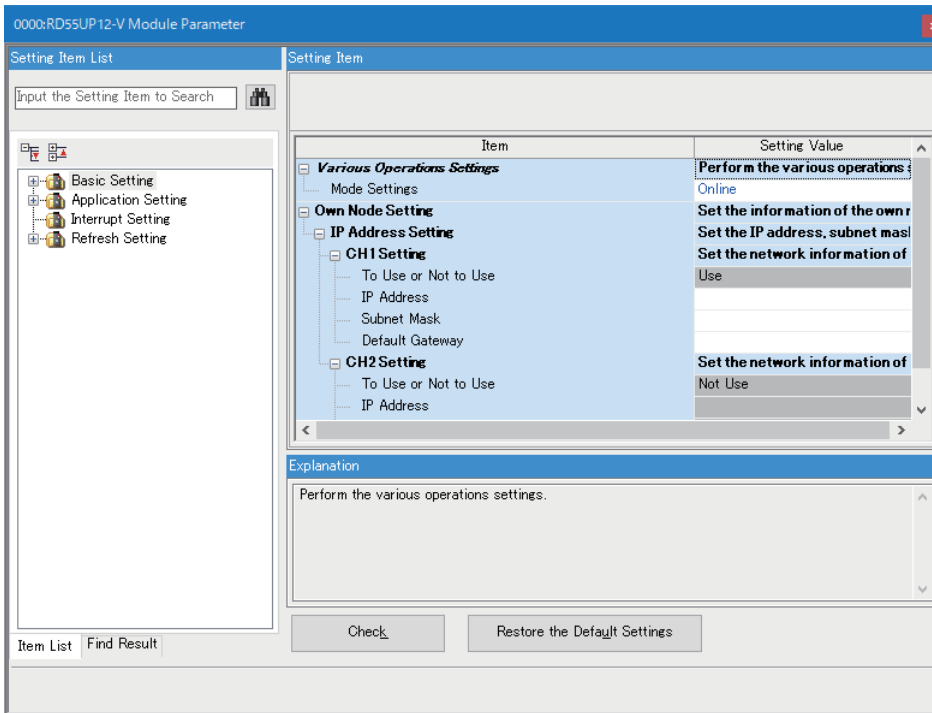 0000:RD55UP12-V Module Parameter
Setting Item List
Input the Setting Item to Search
Basic Setting
Application Setting
Interrupt Setting
Refresh Setting
Item List
Find Result
Setting Item
Item Setting Value
Various Operations Settings Perform the various operations s
Mode Settings Online
Own Node Setting Set the information of the own n
IP Address Setting Set the IP address, subnet masl
CH1 Setting Set the network information of
To Use or Not to Use Use
IP Address
Subnet Mask
Default Gateway
CH2 Setting Set the network information of
To Use or Not to Use Not Use
IP Address
Explanation
Perform the various operations settings.
Check Restore the Default Settings